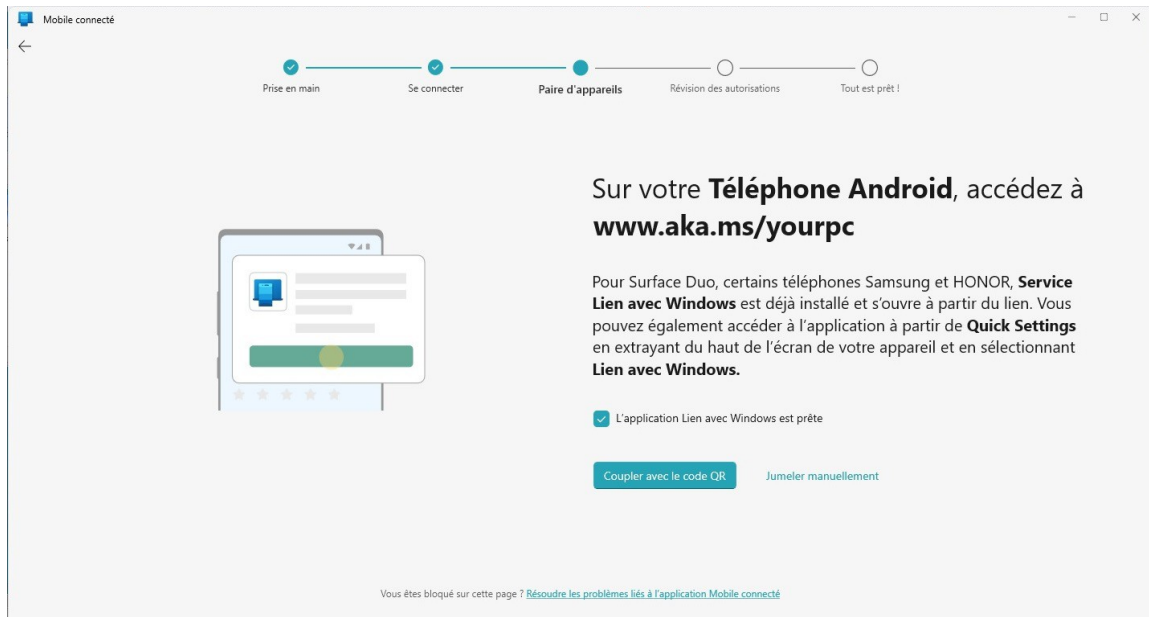 Mobile connecté
Prise en main
Se connecter
Paire d'appareils
Révision des autorisations
Tout est prêt !
Sur votre Téléphone Android, accédez à
www.aka.ms/yourpc
Pour Surface Duo, certains téléphones Samsung et HONOR, Service
Lien avec Windows est déjà installé et s’ouvre à partir du lien. Vous
pouvez également accéder à l’application à partir de Quick Settings
en extrayant du haut de l’écran de votre appareil et en sélectionnant
Lien avec Windows.
L’application Lien avec Windows est prête
Coupler avec le code QR
Jumeler manuellement
Vous êtes bloqué sur cette page ? Résoudre les problèmes liés à l’application Mobile connecté